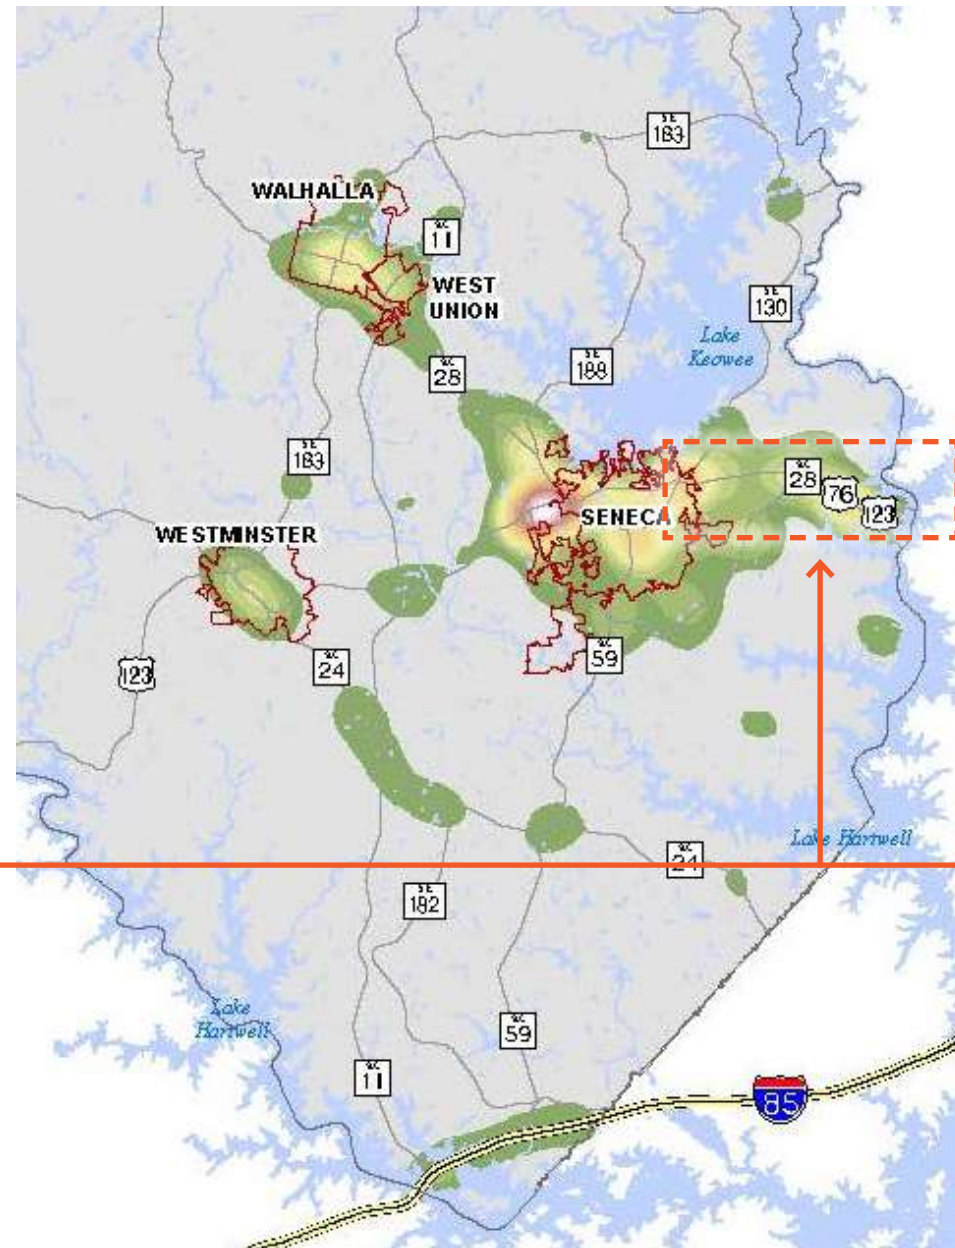 183
WALHALLA
11
WEST
UNION
130
Lake
Keowee
28
188
183
28
76
123
SENECA
WESTMINSTER
59
24
123
Lake Hartwell
24
182
Lake
Hartwell
59
11
85